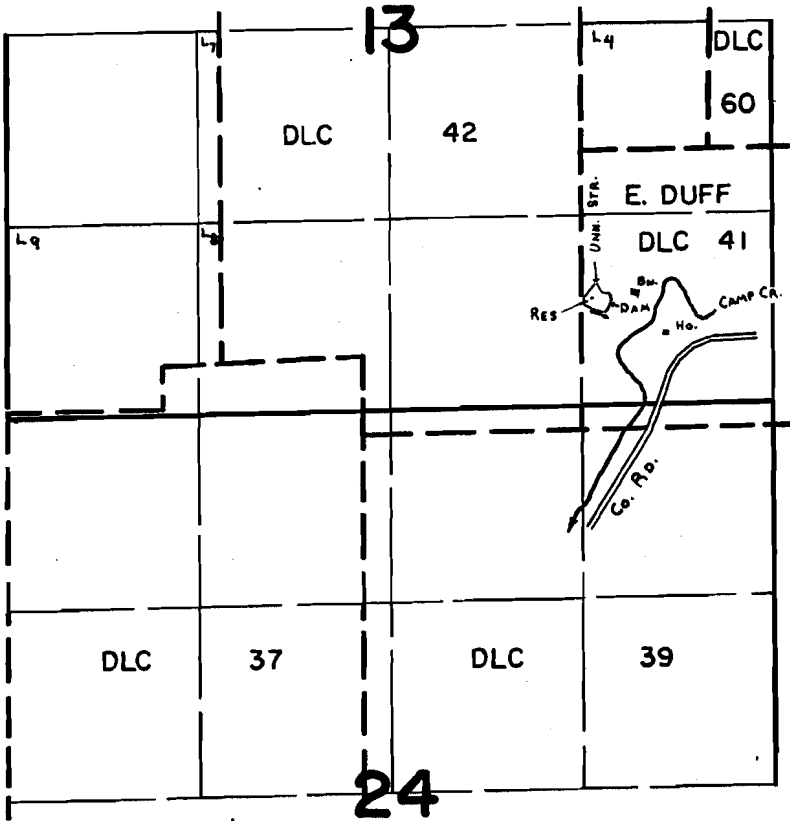 13
L7
L4
DLC
60
DLC 42
E. DUFF
DLC 41
L9
L8
UNN. STR.
BN.
RES
DAM
CAMP CR.
HO.
CO. RD.
DLC 37
DLC 39
24